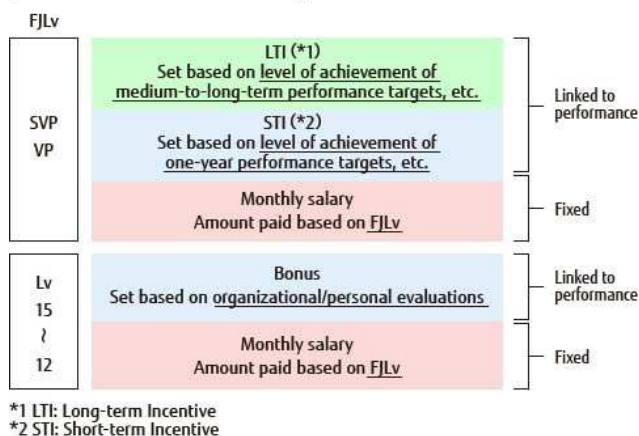 FJLv
SVP
VP
LTI (*1)
Set based on level of achievement of
medium-to-long-term performance targets, etc.
STI (*2)
Set based on level of achievement of
one-year performance targets, etc.
Linked to
performance
Monthly salary
Amount paid based on FJLv
Fixed
Lv
15
~
12
Bonus
Set based on organizational/personal evaluations
Linked to
performance
Monthly salary
Amount paid based on FJLv
Fixed
*1 LTI: Long-term Incentive
*2 STI: Short-term Incentive